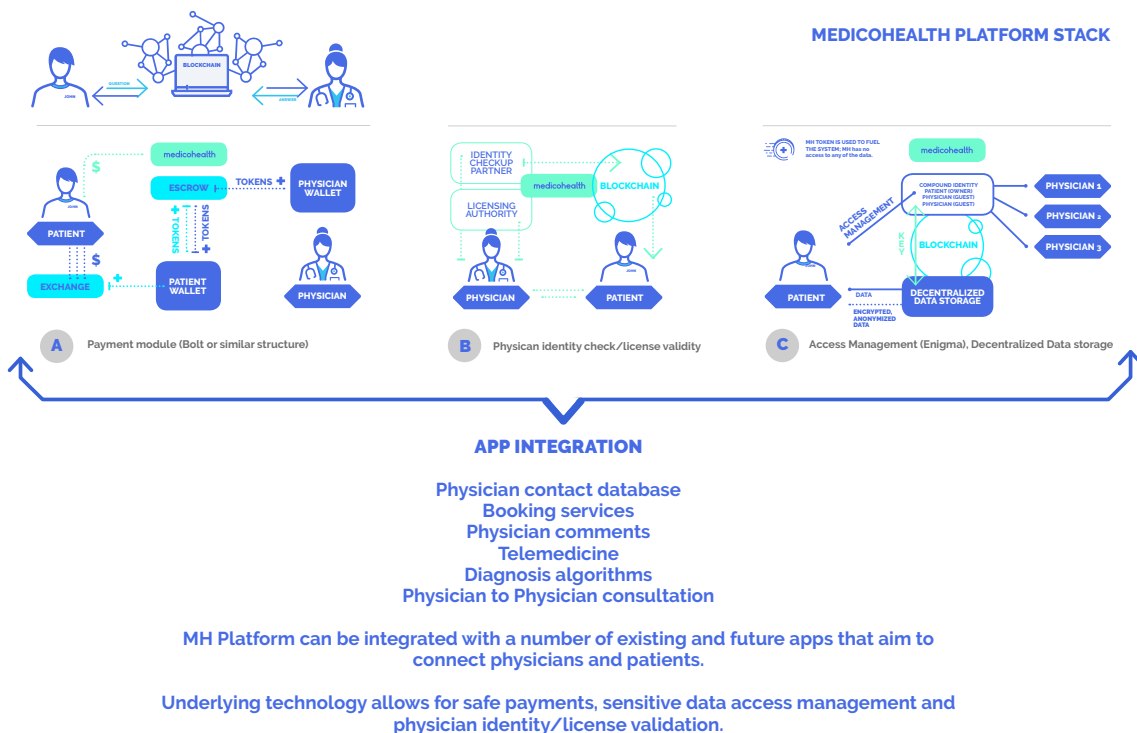 MEDICOHEALTH PLATFORM STACK
BLOCKCHAIN
QUESTION
ANSWER
JOHN
medicohealth
$
ESCROW
TOKENS
PHYSICIAN
WALLET
TOKENS
TOKENS
JOHN
PATIENT
$
EXCHANGE
PATIENT
WALLET
PHYSICIAN
A
Payment module (Bolt or similar structure)
IDENTITY
CHECKUP
PARTNER
medicohealth
BLOCKCHAIN
LICENSING
AUTHORITY
JOHN
PHYSICIAN
PATIENT
B
Physican identity check/license validity
MH TOKEN IS USED TO FUEL
THE SYSTEM; MH has no
access to any of the data.
medicohealth
COMPOUND IDENTITY
PATIENT (OWNER)
PHYSICIAN (GUEST)
PHYSICIAN (GUEST)
PHYSICIAN 1
PHYSICIAN 2
PHYSICIAN 3
ACCESS
MANAGEMENT
KEY
BLOCKCHAIN
JOHN
PATIENT
DATA
ENCRYPTED,
ANONYMIZED
DATA
DECENTRALIZED
DATA STORAGE
C
Access Management (Enigma), Decentralized Data storage
APP INTEGRATION
Physician contact database
Booking services
Physician comments
Telemedicine
Diagnosis algorithms
Physician to Physician consultation
MH Platform can be integrated with a number of existing and future apps that aim to
connect physicians and patients.
Underlying technology allows for safe payments, sensitive data access management and
physician identity/license validation.